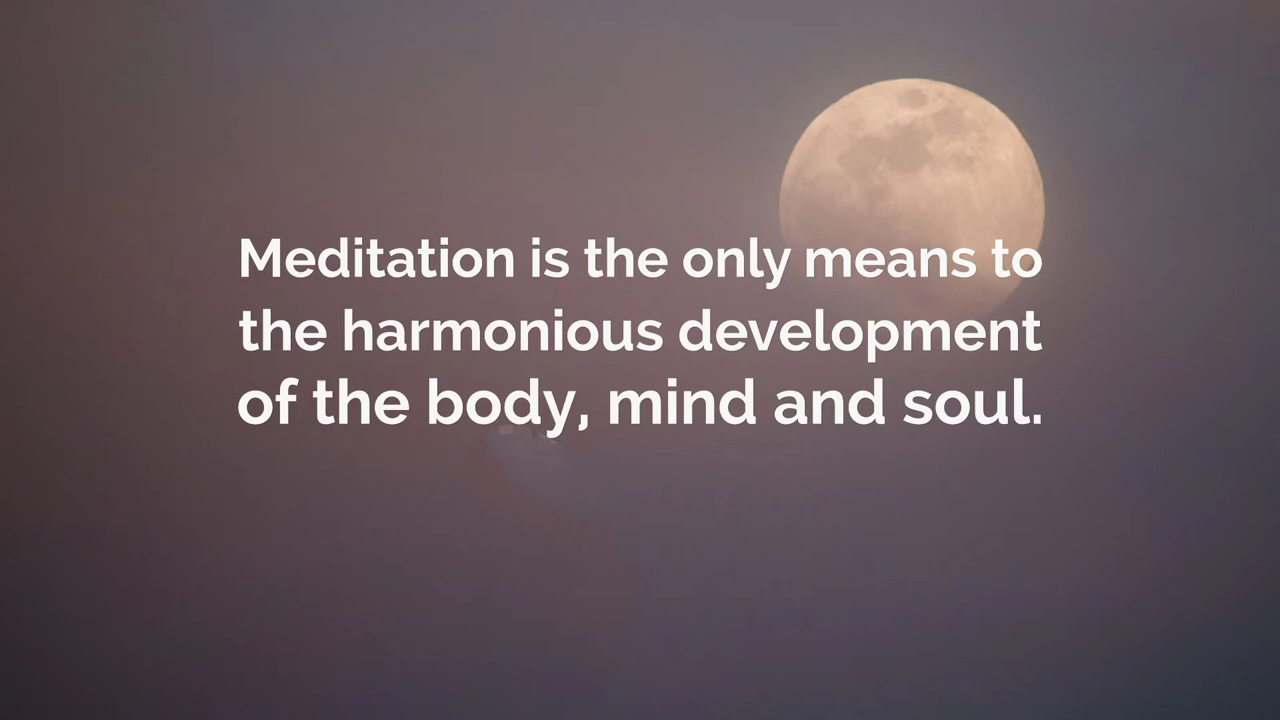 Meditation is the only means to
the harmonious development
of the body, mind and soul.